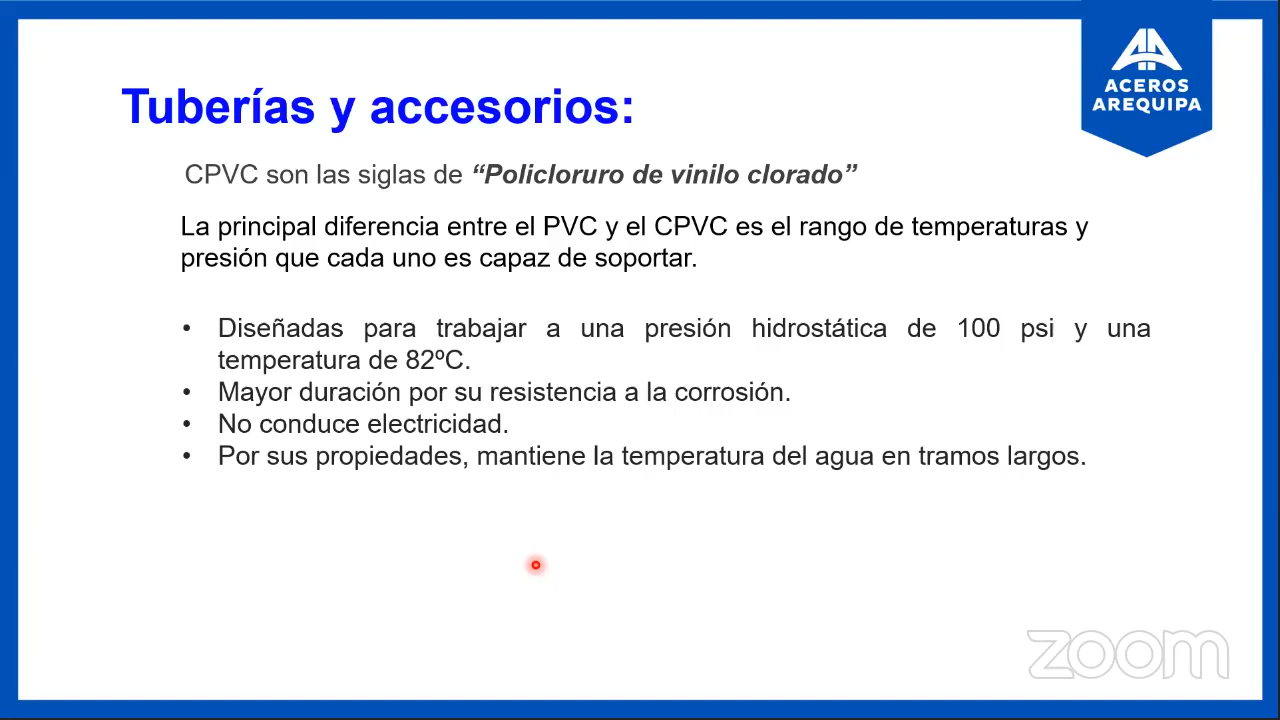 ACEROS
AREQUIPA
Tuberías y accesorios:
CPVC son las siglas de “Policloruro de vinilo clorado”
La principal diferencia entre el PVC y el CPVC es el rango de temperaturas y
presión que cada uno es capaz de soportar.
• Diseñadas para trabajar a una presión hidrostática de 100 psi y una
temperatura de 82ºC.
• Mayor duración por su resistencia a la corrosión.
• No conduce electricidad.
• Por sus propiedades, mantiene la temperatura del agua en tramos largos.
zoom